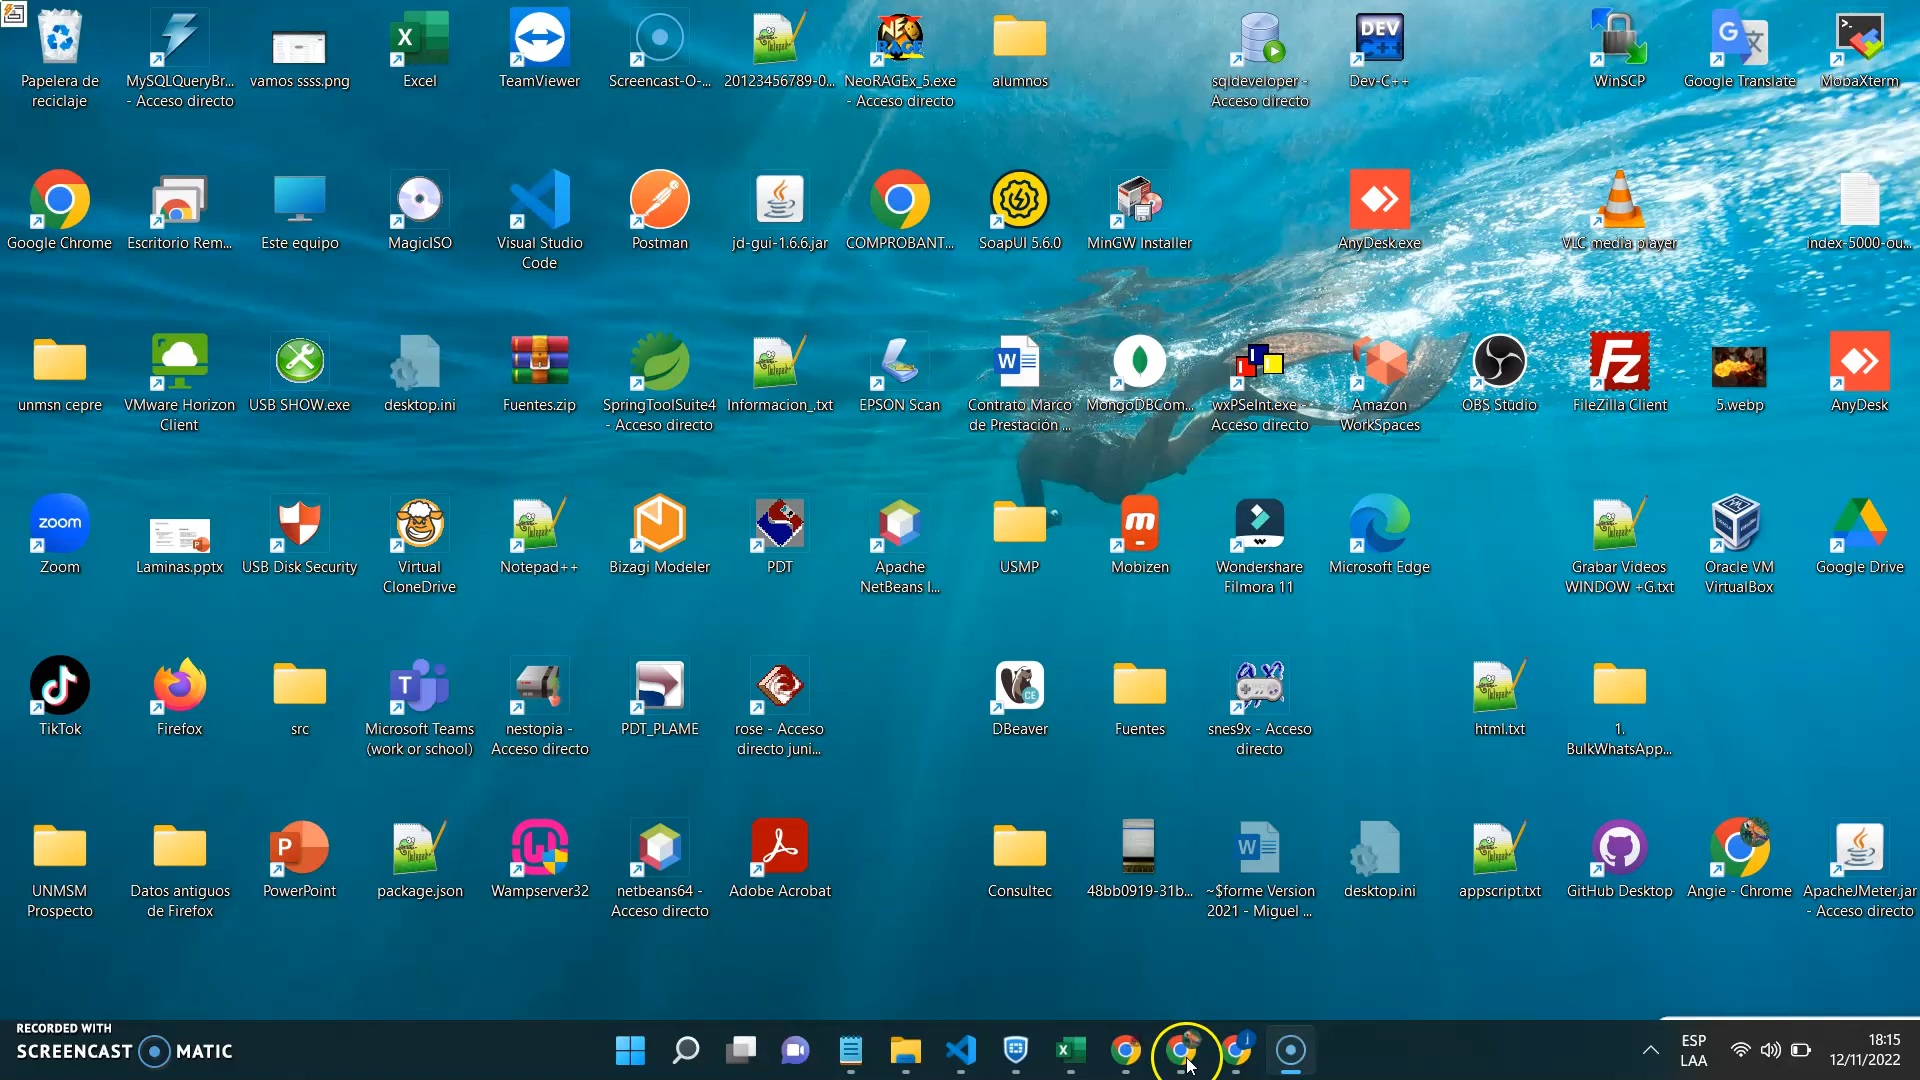 Papelera de
reciclaje
MySQLQueryBr...
- Acceso directo
vamos ssss.png
Excel
TeamViewer
Screencast-O-...
20123456789-0...
NeoRAGEx_5.exe
- Acceso directo
alumnos
sqldeveloper -
Acceso directo
DEV
C++
Dev-C++
WinSCP
Google Translate
MobaXterm
Google Chrome
Escritorio Rem...
Este equipo
MagicISO
Visual Studio
Code
Postman
jd-gui-1.6.6.jar
COMPROBANT...
SoapUI 5.6.0
MinGW Installer
AnyDesk.exe
VLC media player
index-5000-ou...
unmsn cepre
VMware Horizon
Client
USB SHOW.exe
desktop.ini
Fuentes.zip
SpringToolSuite4
- Acceso directo
Informacion_.txt
EPSON Scan
Contrato Marco
de Prestación ...
MongoDBCom...
wxPSeInt.exe -
Acceso directo
Amazon
WorkSpaces
OBS Studio
FileZilla Client
5.webp
AnyDesk
zoom
Zoom
Laminas.pptx
USB Disk Security
Virtual
CloneDrive
Notepad++
Bizagi Modeler
PDT
Apache
NetBeans I...
USMP
Mobizen
Wondershare
Filmora 11
Microsoft Edge
Grabar Videos
WINDOW +G.txt
Oracle VM
VirtualBox
Google Drive
TikTok
Firefox
src
Microsoft Teams
(work or school)
nestopia -
Acceso directo
PDT_PLAME
rose - Acceso
directo juni...
DBeaver
Fuentes
snes9x - Acceso
directo
html.txt
1.
BulkWhatsApp...
UNMSM
Prospecto
Datos antiguos
de Firefox
PowerPoint
package.json
Wampserver32
netbeans64 -
Acceso directo
Adobe Acrobat
Consultec
48bb0919-31b...
~$forme Version
2021 - Miguel ...
desktop.ini
appscript.txt
GitHub Desktop
Angie - Chrome
ApacheJMeter.jar
- Acceso directo
RECORDED WITH
SCREENCAST MATIC
ESP
LAA
18:15
12/11/2022